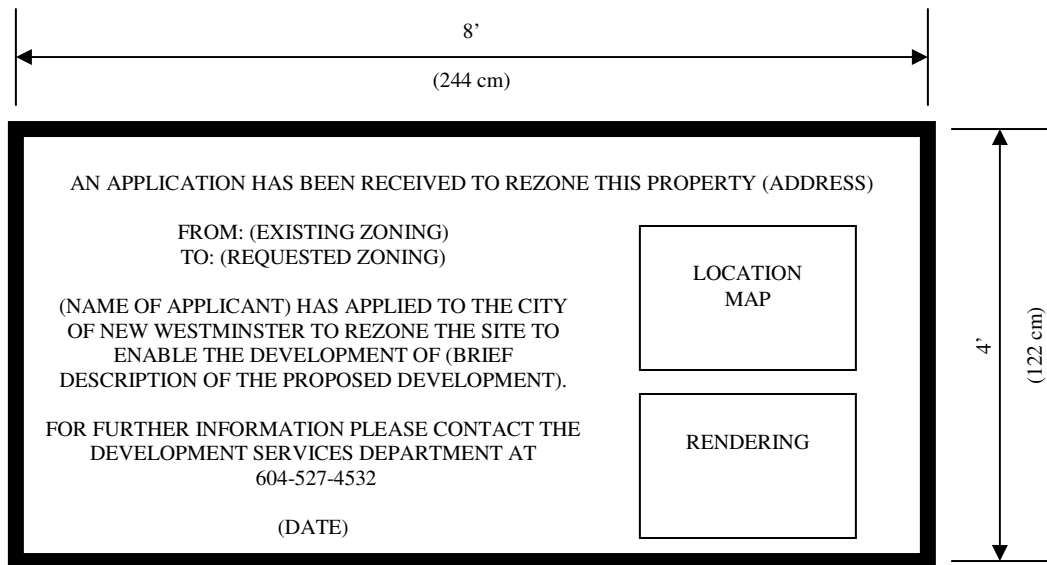 8’
(244 cm)
AN APPLICATION HAS BEEN RECEIVED TO REZONE THIS PROPERTY (ADDRESS)
FROM: (EXISTING ZONING)
TO: (REQUESTED ZONING)
(NAME OF APPLICANT) HAS APPLIED TO THE CITY
OF NEW WESTMINSTER TO REZONE THE SITE TO
ENABLE THE DEVELOPMENT OF (BRIEF
DESCRIPTION OF THE PROPOSED DEVELOPMENT).
FOR FURTHER INFORMATION PLEASE CONTACT THE
DEVELOPMENT SERVICES DEPARTMENT AT
604-527-4532
(DATE)
LOCATION
MAP
RENDERING
4’
(122 cm)